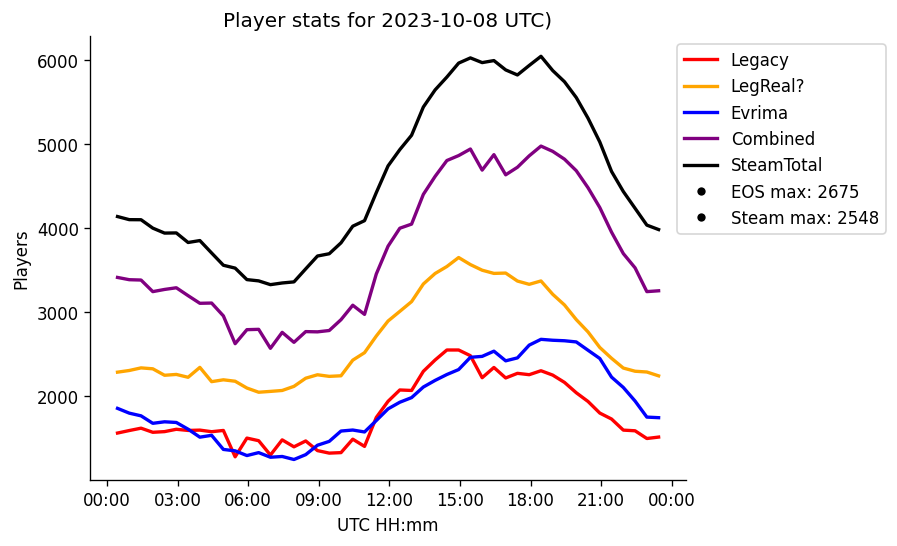 Player stats for 2023-10-08 UTC)
Players
6000
5000
4000
3000
2000
00:00 03:00 06:00 09:00 12:00 15:00 18:00 21:00 00:00
UTC HH:mm
Legacy
LegReal?
Evrima
Combined
SteamTotal
EOS max: 2675
Steam max: 2548